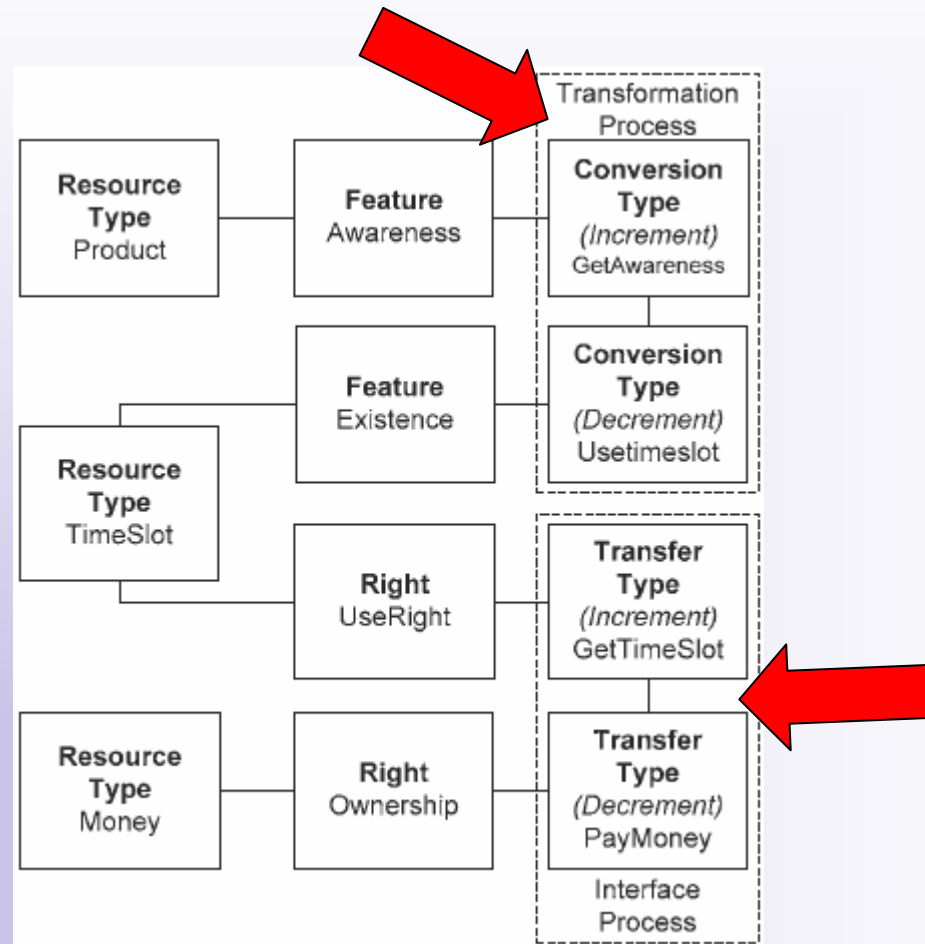 Transformation
Process
Resource
Type
Product
Feature
Awareness
Conversion
Type
(Increment)
GetAwareness
Feature
Existence
Conversion
Type
(Decrement)
Usetimeslot
Resource
Type
TimeSlot
Right
UseRight
Transfer
Type
(Increment)
GetTimeSlot
Resource
Type
Money
Right
Ownership
Transfer
Type
(Decrement)
PayMoney
Interface
Process